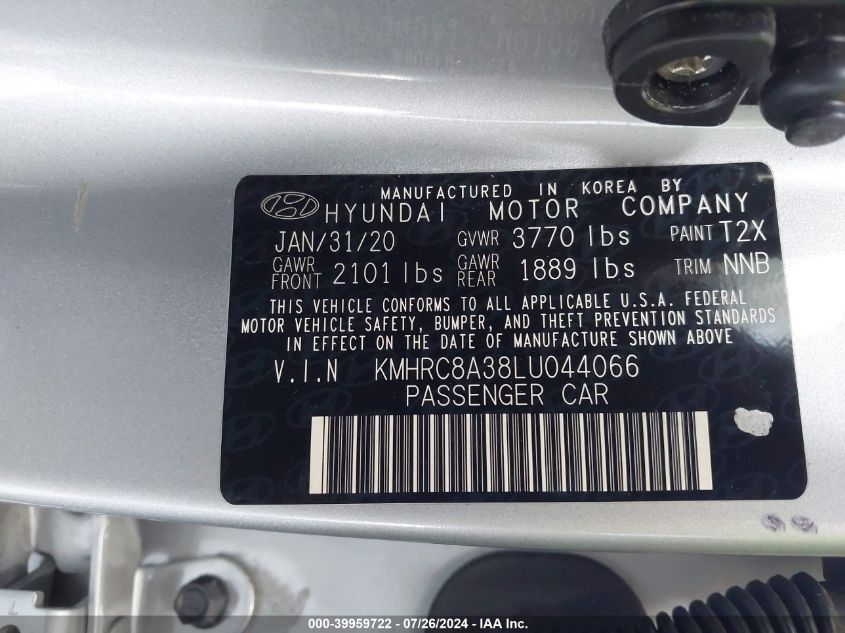 MANUFACTURED IN KOREA BY
HYUNDAI MOTOR COMPANY
JAN/31/20 GVWR 3770 lbs PAINT T2X
GAWR FRONT 2101 lbs GAWR REAR 1889 lbs TRIM NNB
THIS VEHICLE CONFORMS TO ALL APPLICABLE U.S.A. FEDERAL
MOTOR VEHICLE SAFETY, BUMPER, AND THEFT PREVENTION STANDARDS
IN EFFECT ON THE DATE OF MANUFACTURE SHOWN ABOVE
V.I.N KMHRC8A38LU044066
PASSENGER CAR
000-39959722 - 07/26/2024 - IAA Inc.